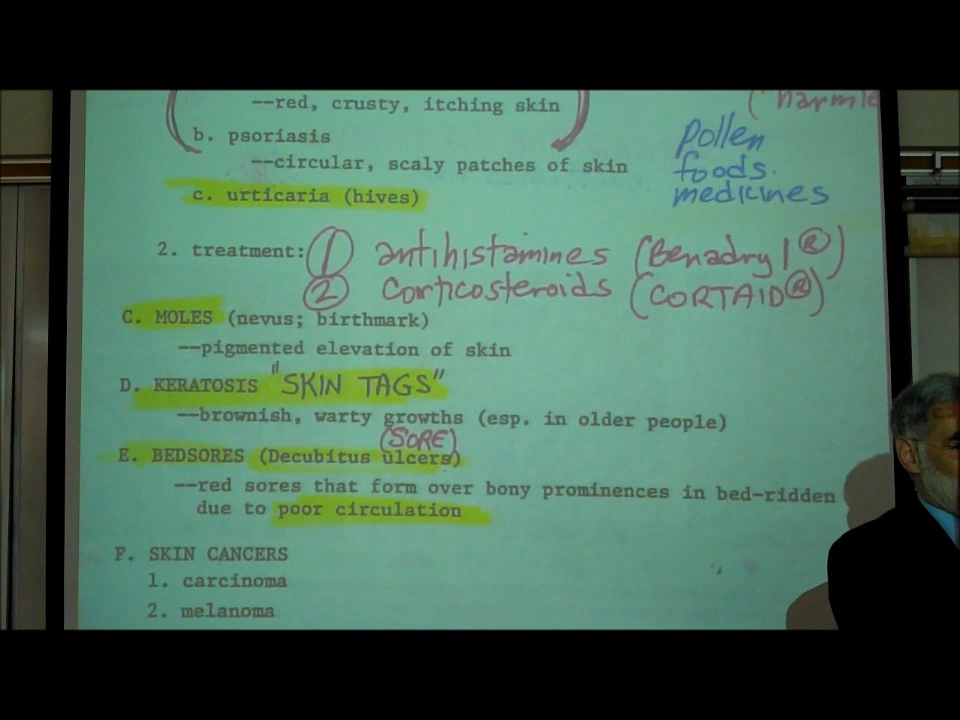 (harml
--red, crusty, itching skin
b. psoriasis
pollen
--circular, scaly patches of skin
foods.
c. urticaria (hives)
medicines
2. treatment: ① antihistamines (Benadryl®)
② corticosteroids (CORTAID®)
C. MOLES (nevus; birthmark)
--pigmented elevation of skin
D. KERATOSIS "SKIN TAGS"
--brownish, warty growths (esp. in older people)
(SORE)
E. BEDSORES (Decubitus ulcers)
--red sores that form over bony prominences in bed-ridden
due to poor circulation
F. SKIN CANCERS
1. carcinoma
2. melanoma